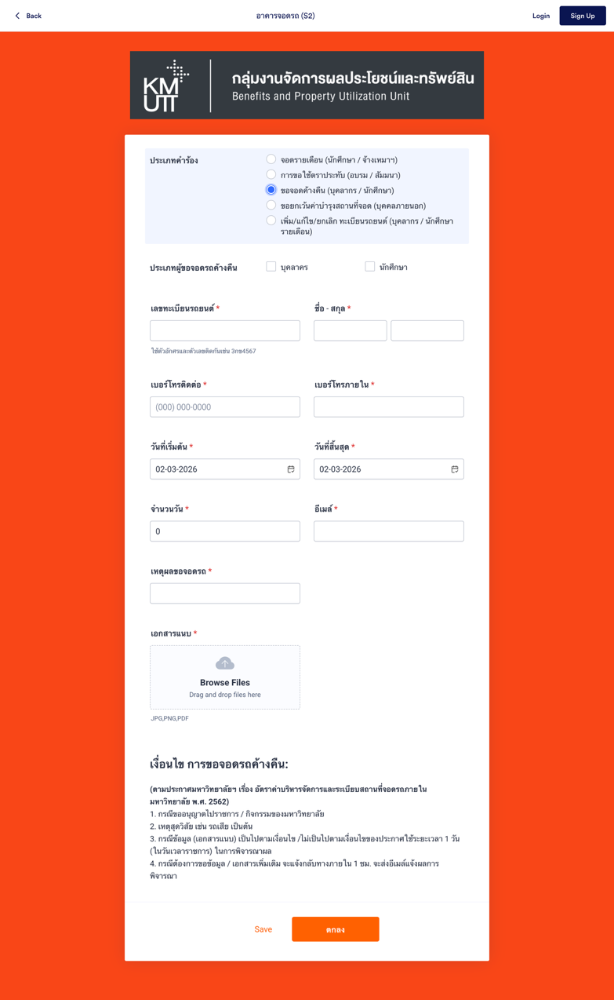 Back
อาคารจอดรถ (S2)
Login
Sign Up
KM
UTT
กลุ่มงานจัดการผลประโยชน์และทรัพย์สิน
Benefits and Property Utilization Unit
ประเภทคำร้อง
จอดรายเดือน (นักศึกษา / จ้างเหมาฯ)
การขอใช้ตราประทับ (อบรม / สัมมนา)
ขอจอดค้างคืน (บุคลากร / นักศึกษา)
ขอยกเว้นค่าบำรุงสถานที่จอด (บุคคลภายนอก)
เพิ่ม/แก้ไข/ยกเลิก ทะเบียนรถยนต์ (บุคลากร / นักศึกษา
รายเดือน)
ประเภทผู้ขอจอดรถค้างคืน
บุคลาคร
นักศึกษา
เลขทะเบียนรถยนต์ *
ชื่อ - สกุล *
ใช้ตัวอักศรและตัวเลขติดกันเช่น 3กข4567
เบอร์โทรติดต่อ *
เบอร์โทรภายใน *
(000) 000-0000
วันที่เริ่มต้น *
วันที่สิ้นสุด *
02-03-2026
02-03-2026
จำนวนวัน *
อีเมล์ *
0
เหตุผลขอจอดรถ *
เอกสารแนบ *
Browse Files
Drag and drop files here
JPG,PNG,PDF
เงื่อนไข การขอจอดรถค้างคืน:
(ตามประกาศมหาวิทยาลัยฯ เรื่อง อัตราค่าบริหารจัดการและระเบียบสถานที่จอดรถภายใน
มหาวิทยาลัย พ.ศ. 2562)
1. กรณีขออนุญาตไปราชการ / กิจกรรมของมหาวิทยาลัย
2. เหตุสุดวิสัย เช่น รถเสีย เป็นต้น
3. กรณีข้อมูล (เอกสารแนบ) เป็นไปตามเงื่อนไข /ไม่เป็นไปตามเงื่อนไขของประกาศใช้ระยะเวลา 1 วัน
(ในวันเวลาราชการ) ในการพิจารณาผล
4. กรณีต้องการขอข้อมูล / เอกสารเพิ่มเติม จะแจ้งกลับทางภายใน 1 ชม. จะส่งอีเมล์แจ้งผลการ
พิจารณา
Save
ตกลง